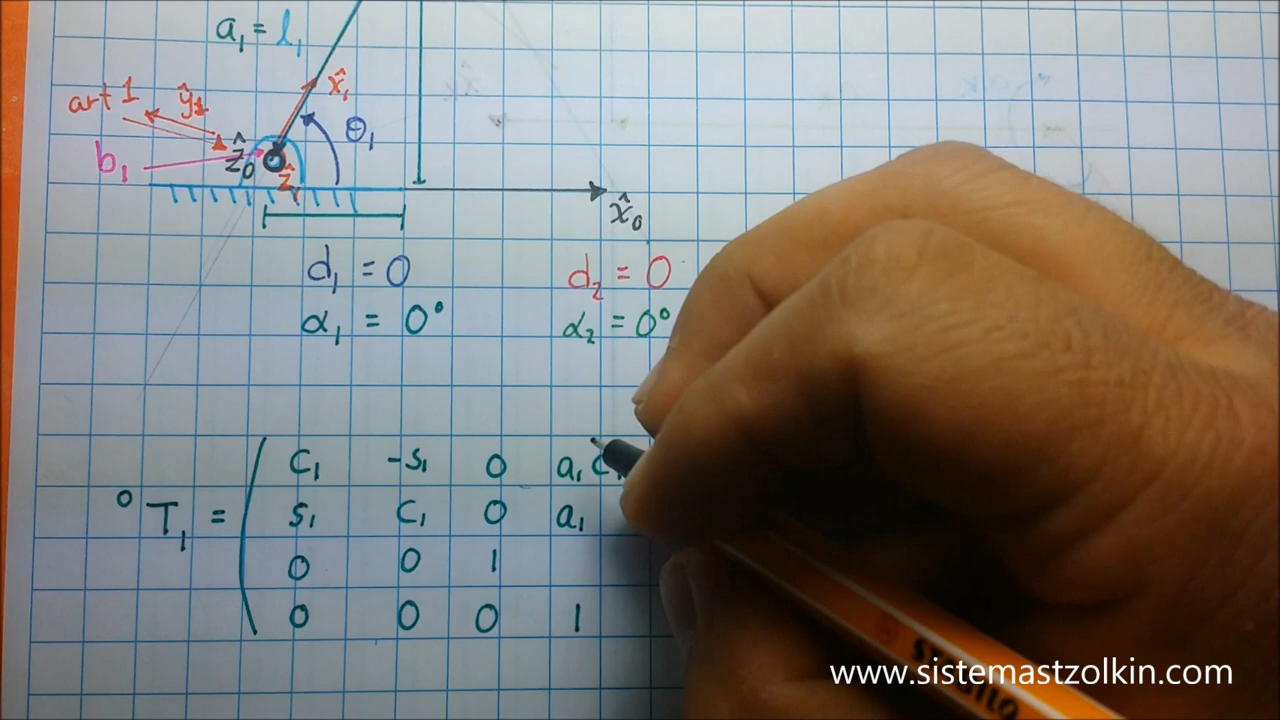 a₁ = l₁
x̂₁
art 1
ŷ₁
θ₁
b₁
ẑ₀
ẑ₁
x̂₀
d₁ = 0
d₂ = 0
α₁ = 0°
α₂ = 0°
C₁ -S₁ 0 a₁ C₁
⁰T₁ = S₁ C₁ 0 a₁
0 0 1
0 0 0 1
www.sistemastzolkin.com